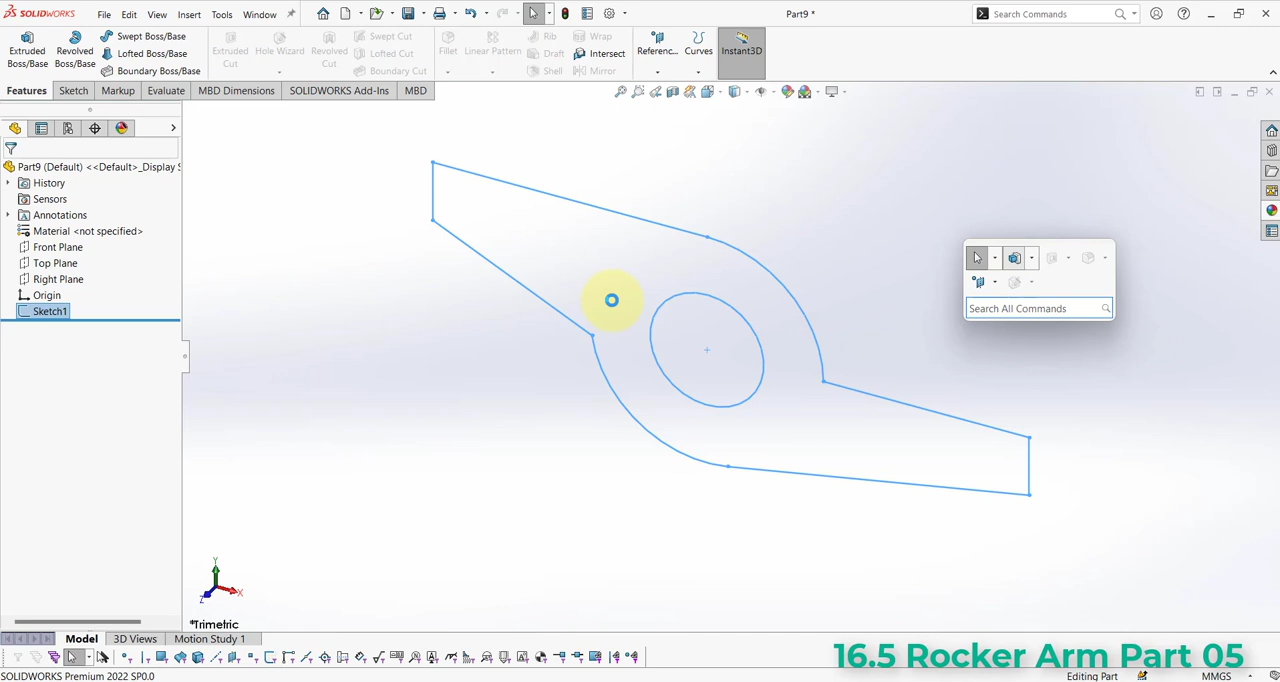 SOLIDWORKS File Edit View Insert Tools Window Part9 * Search Commands
Extruded Boss/Base Revolved Boss/Base Swept Boss/Base Lofted Boss/Base Boundary Boss/Base
Extruded Cut Hole Wizard Revolved Cut Swept Cut Lofted Cut Boundary Cut
Fillet Linear Pattern Rib Draft Shell Wrap Intersect Mirror
Referenc... Curves Instant3D
Features Sketch Markup Evaluate MBD Dimensions SOLIDWORKS Add-Ins MBD
Part9 (Default) <<Default>_Display S
History
Sensors
Annotations
Material <not specified>
Front Plane
Top Plane
Right Plane
Origin
Sketch1
Search All Commands
Y
X
Z
*Trimetric
Model 3D Views Motion Study 1
16.5 Rocker Arm Part 05
SOLIDWORKS Premium 2022 SP0.0 Editing Part MMGS